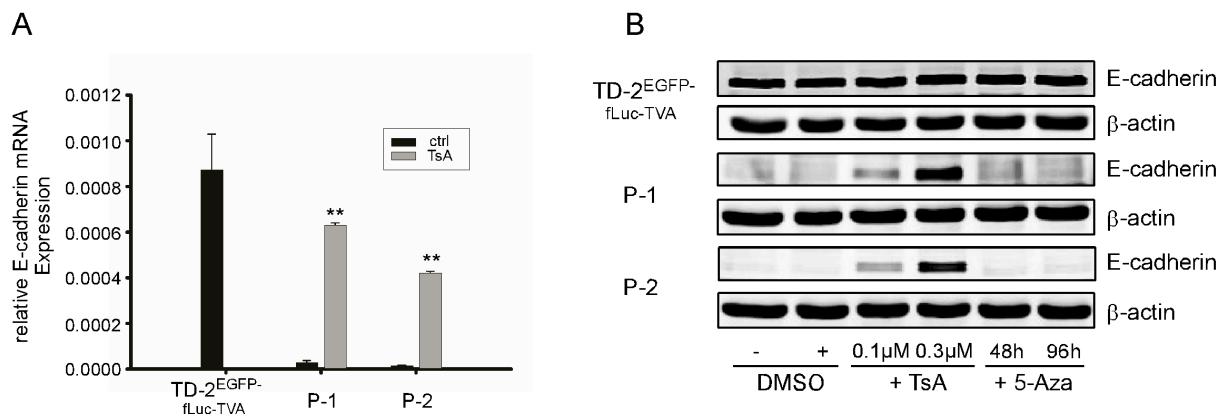 A
relative E-cadherin mRNA
Expression
0.0012
0.0010
0.0008
0.0006
0.0004
0.0002
0.0000
ctrl
TsA
**
**
TD-2EGFP-
fLuc-TVA
P-1
P-2
B
TD-2EGFP-
fLuc-TVA
E-cadherin
β-actin
P-1
E-cadherin
β-actin
P-2
E-cadherin
β-actin
- + 0.1µM 0.3µM 48h 96h
DMSO + TsA + 5-Aza